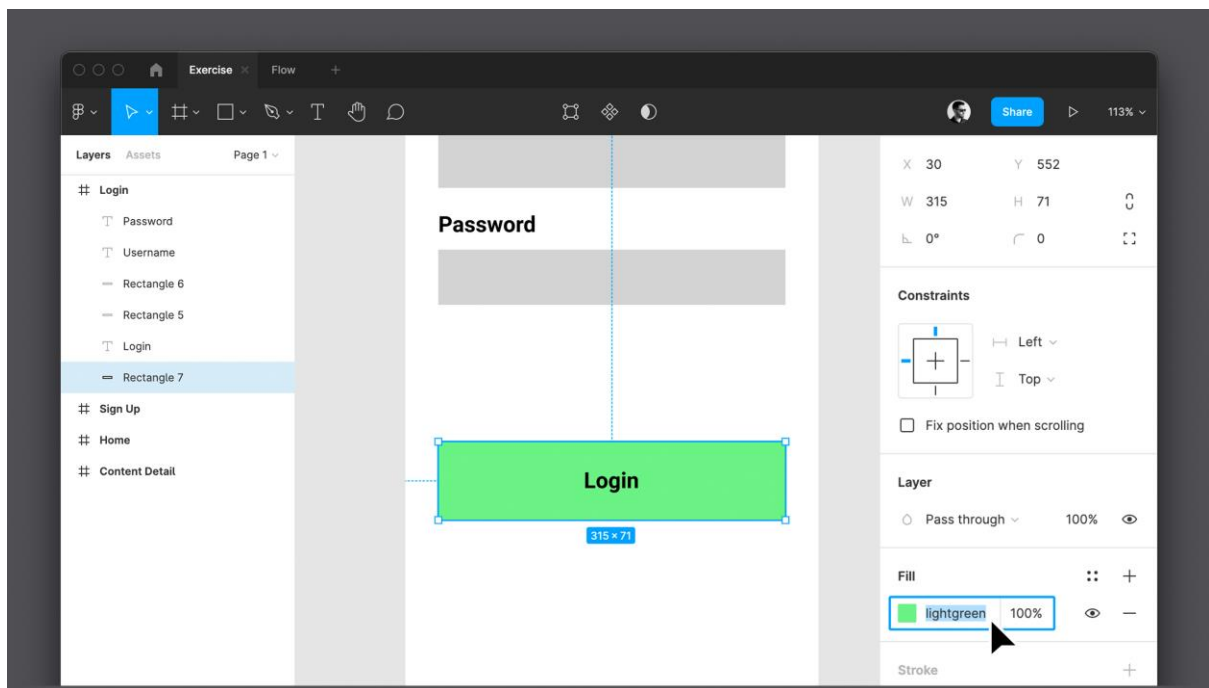 Exercise Flow
Share 113%
Layers Assets Page 1
Login
Password
Username
Rectangle 6
Rectangle 5
Login
Rectangle 7
Sign Up
Home
Content Detail
Password
Login
315 × 71
X 30 Y 552
W 315 H 71
0° 0
Constraints
Left
Top
Fix position when scrolling
Layer
Pass through 100%
Fill
lightgreen 100%
Stroke